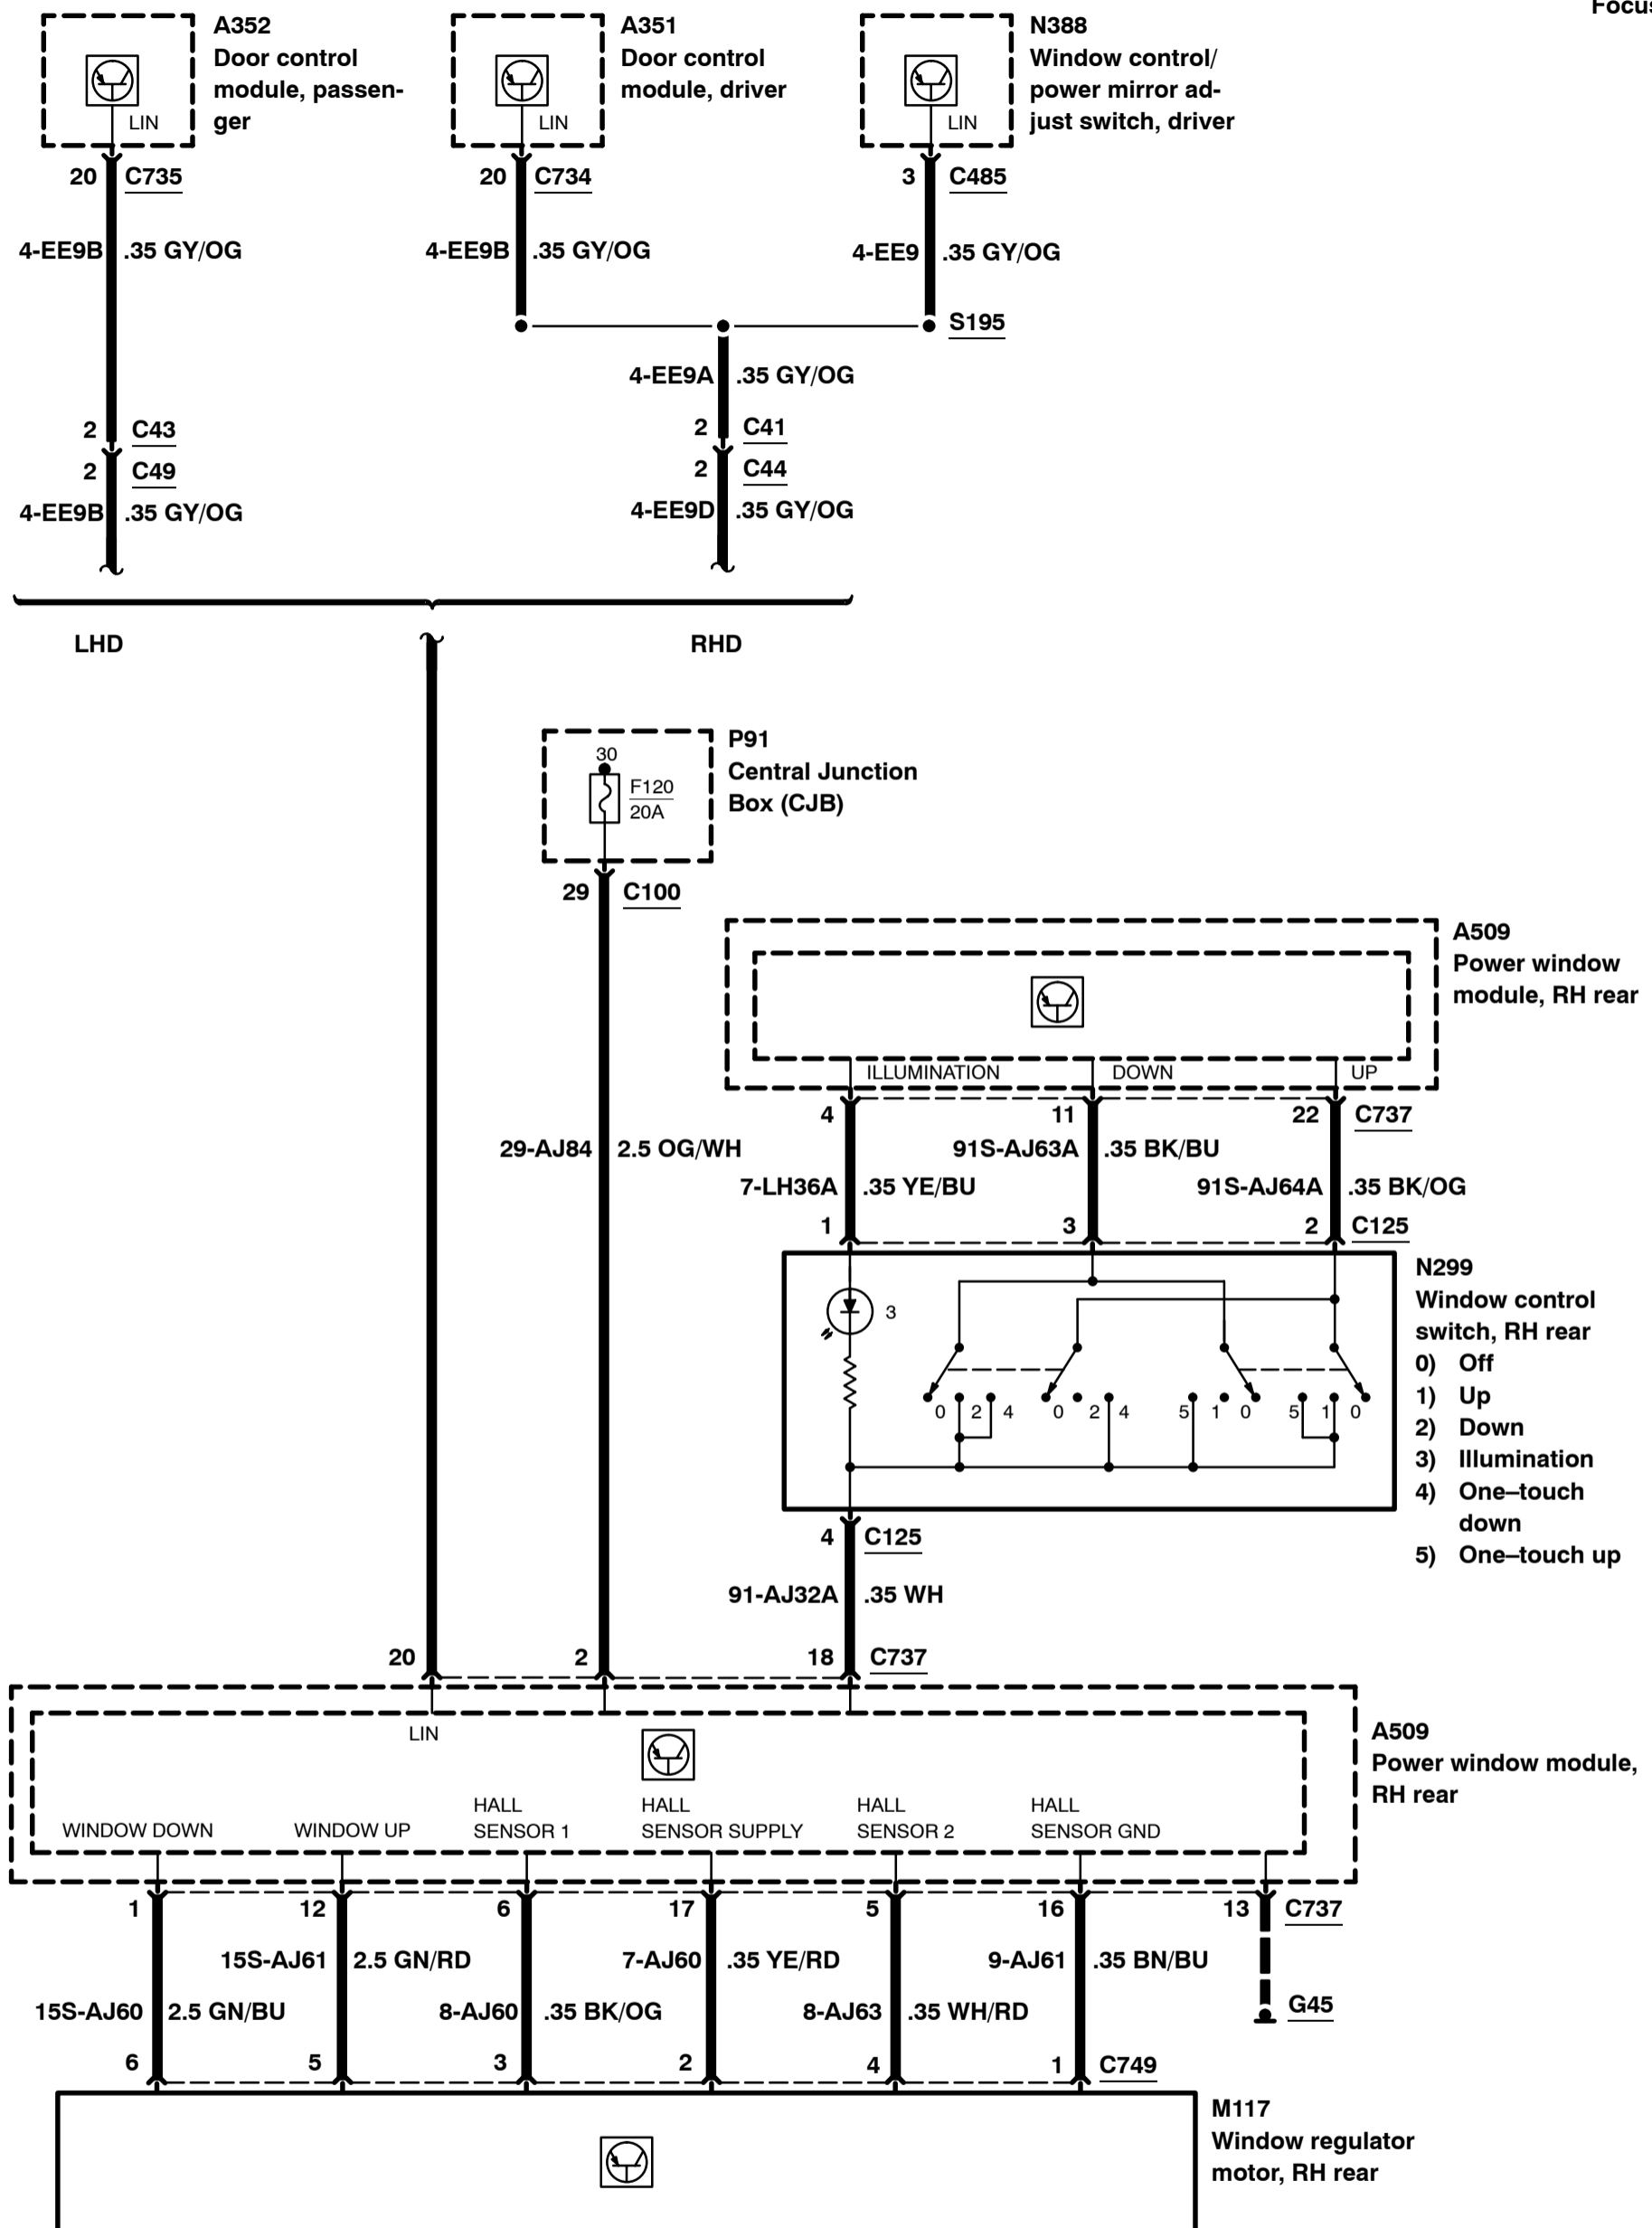 Focus
A352
Door control
module, passen-
ger
LIN
A351
Door control
module, driver
LIN
N388
Window control/
power mirror ad-
just switch, driver
LIN
20 C735
20 C734
3 C485
4-EE9B .35 GY/OG
4-EE9B .35 GY/OG
4-EE9 .35 GY/OG
S195
4-EE9A .35 GY/OG
2 C43
2 C41
2 C49
2 C44
4-EE9B .35 GY/OG
4-EE9D .35 GY/OG
LHD
RHD
P91
Central Junction
Box (CJB)
30
F120
20A
29 C100
A509
Power window
module, RH rear
ILLUMINATION
DOWN
UP
4 11 22 C737
29-AJ84 2.5 OG/WH
91S-AJ63A .35 BK/BU
7-LH36A .35 YE/BU
91S-AJ64A .35 BK/OG
1 3 2 C125
N299
Window control
switch, RH rear
0) Off
1) Up
2) Down
3) Illumination
4) One–touch
down
5) One–touch up
3
0 2 4 0 2 4 5 1 0 5 1 0
4 C125
91-AJ32A .35 WH
20 2 18 C737
LIN
A509
Power window module,
RH rear
WINDOW DOWN
WINDOW UP
HALL
SENSOR 1
HALL
SENSOR SUPPLY
HALL
SENSOR 2
HALL
SENSOR GND
1 12 6 17 5 16 13 C737
15S-AJ61 2.5 GN/RD
7-AJ60 .35 YE/RD
9-AJ61 .35 BN/BU
15S-AJ60 2.5 GN/BU
8-AJ60 .35 BK/OG
8-AJ63 .35 WH/RD
G45
6 5 3 2 4 1 C749
M117
Window regulator
motor, RH rear